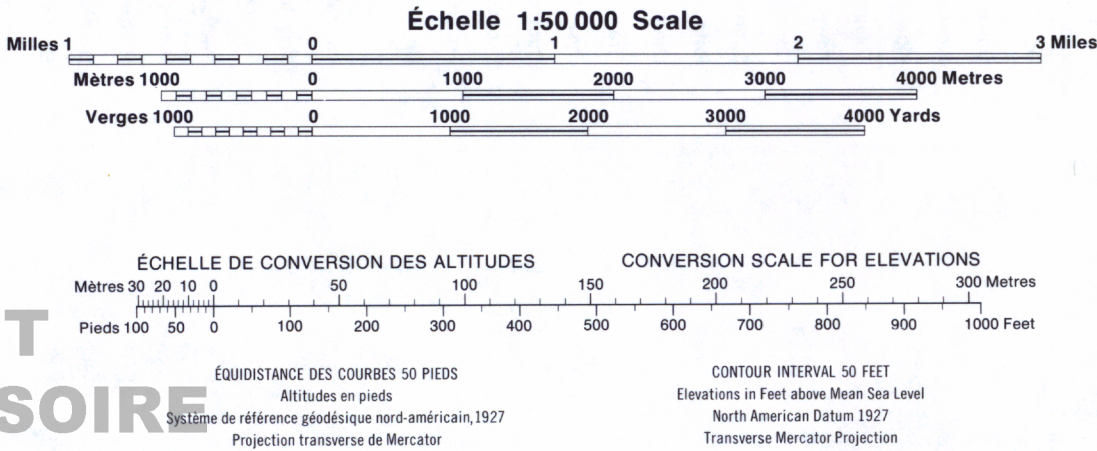 Échelle 1:50 000 Scale
Milles 1 0 1 2 3 Miles
Mètres 1000 0 1000 2000 3000 4000 Metres
Verges 1000 0 1000 2000 3000 4000 Yards
ÉCHELLE DE CONVERSION DES ALTITUDES CONVERSION SCALE FOR ELEVATIONS
Mètres 30 20 10 0 50 100 150 200 250 300 Metres
Pieds 100 50 0 100 200 300 400 500 600 700 800 900 1000 Feet
T
SOIRE
ÉQUIDISTANCE DES COURBES 50 PIEDS
Altitudes en pieds
Système de référence géodésique nord-américain, 1927
Projection transverse de Mercator
CONTOUR INTERVAL 50 FEET
Elevations in Feet above Mean Sea Level
North American Datum 1927
Transverse Mercator Projection